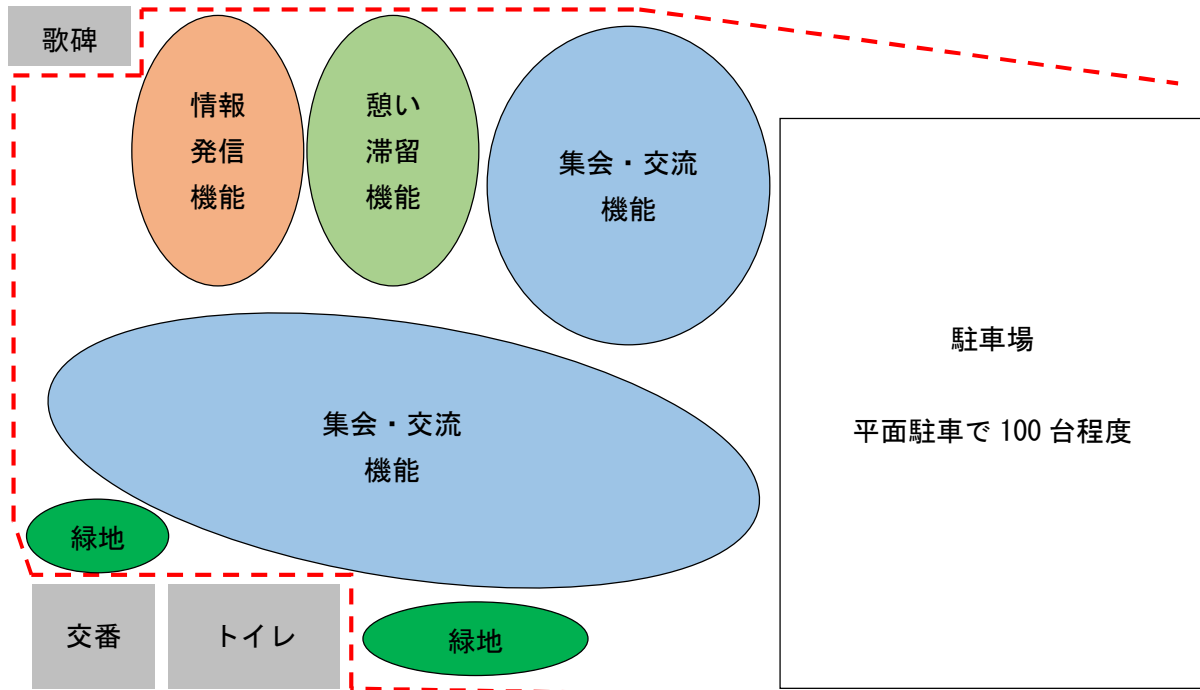 歌碑
情報
発信
機能
憩い
滞留
機能
集会・交流
機能
駐車場
平面駐車で 100 台程度
集会・交流
機能
緑地
交番
トイレ
緑地